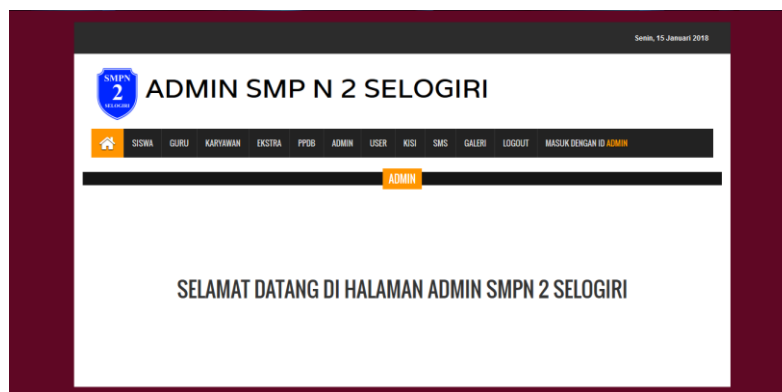 Senin, 15 Januari 2018
SMPN
2
SELOGIRI
ADMIN SMP N 2 SELOGIRI
SISWA GURU KARYAWAN EKSTRA PPDB ADMIN USER KISI SMS GALERI LOGOUT MASUK DENGAN ID ADMIN
ADMIN
SELAMAT DATANG DI HALAMAN ADMIN SMPN 2 SELOGIRI